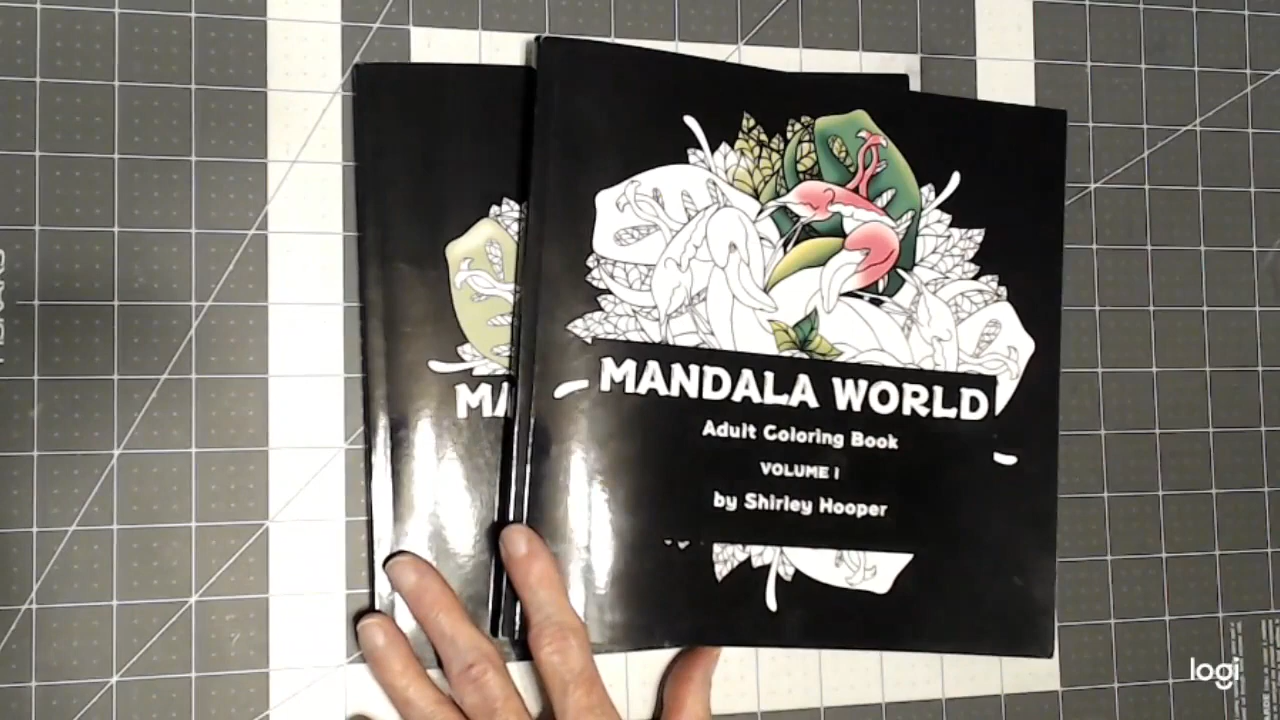 MANDALA WORLD
Adult Coloring Book
VOLUME I
by Shirley Hooper
MA
logi